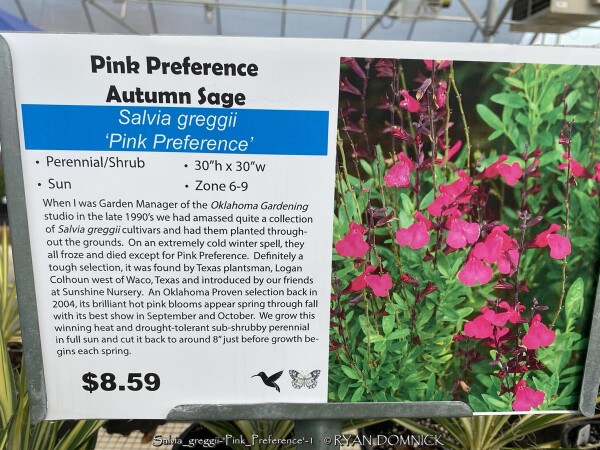 Pink Preference
Autumn Sage
Salvia greggii
'Pink Preference'
• Perennial/Shrub
• 30"h x 30"w
• Sun
• Zone 6-9
When I was Garden Manager of the Oklahoma Gardening
studio in the late 1990's we had amassed quite a collection
of Salvia greggii cultivars and had them planted through-
out the grounds. On an extremely cold winter spell, they
all froze and died except for Pink Preference. Definitely a
tough selection, it was found by Texas plantsman, Logan
Colhoun west of Waco, Texas and introduced by our friends
at Sunshine Nursery. An Oklahoma Proven selection back in
2004, its brilliant hot pink blooms appear spring through fall
with its best show in September and October. We grow this
winning heat and drought-tolerant sub-shrubby perennial
in full sun and cut it back to around 8" just before growth be-
gins each spring.
$8.59
Salvia_greggii-'Pink_Preference'-1 © RYAN DOMNICK